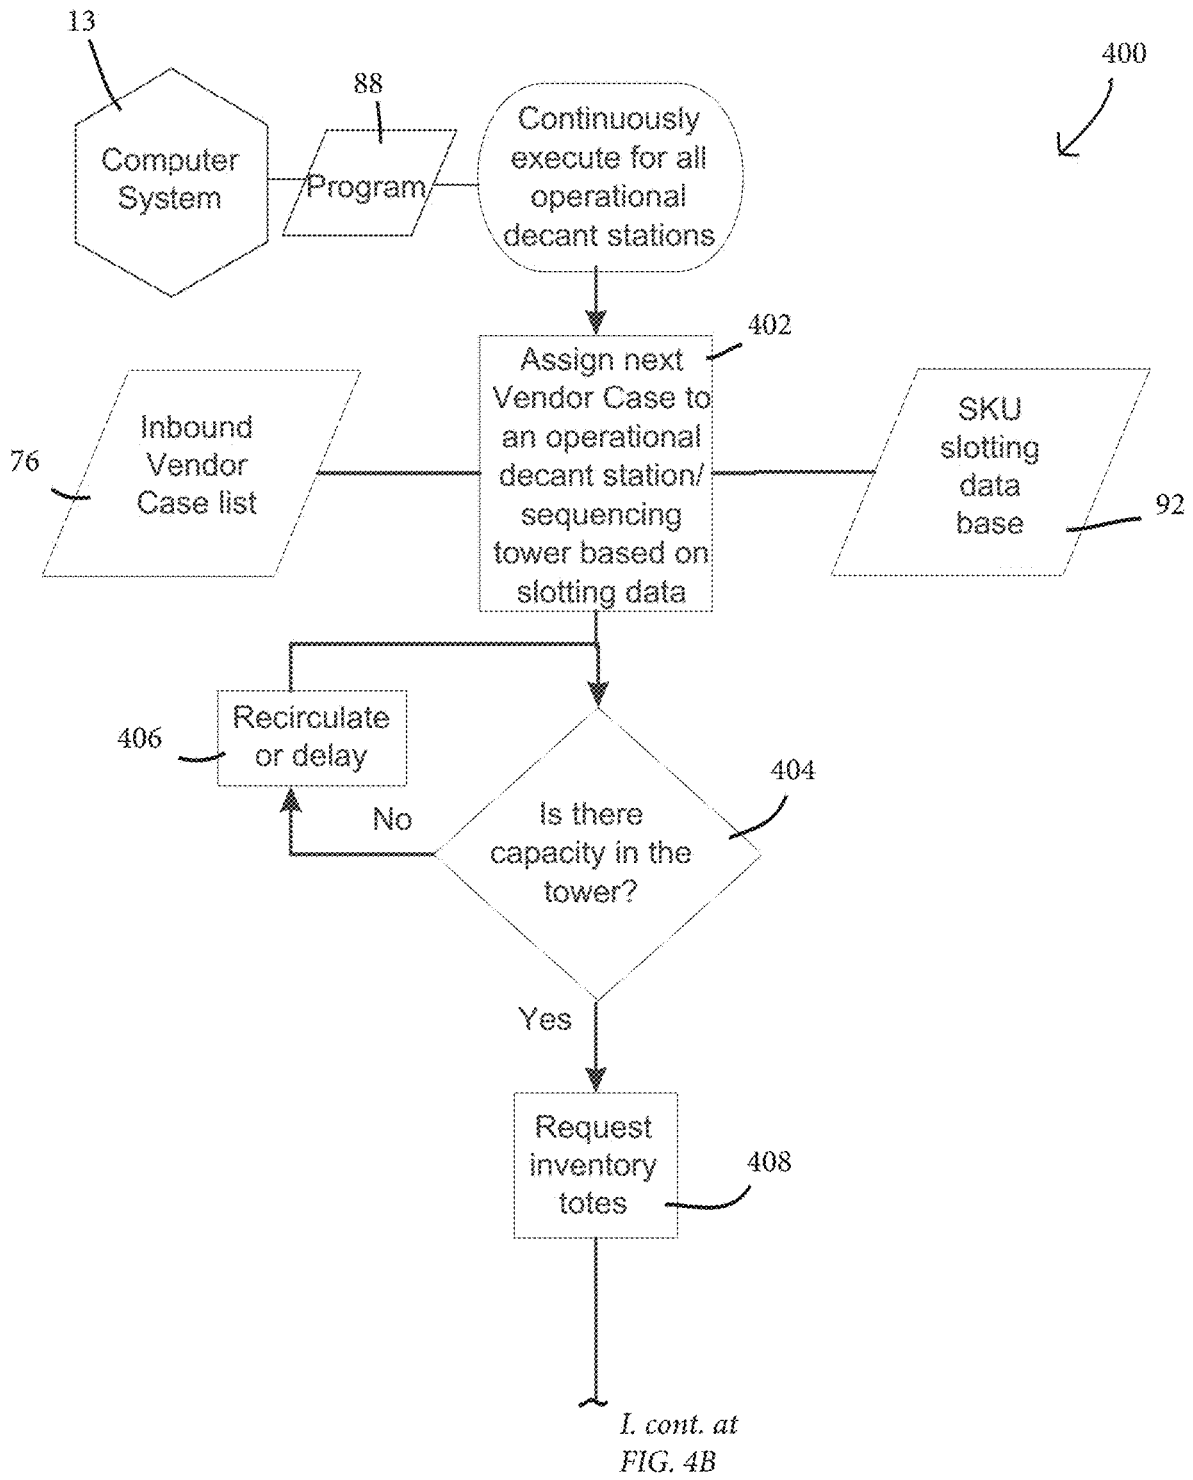 13
400
88
Computer
System
Program
Continuously
execute for all
operational
decant stations
402
Assign next
Vendor Case to
an operational
decant station/
sequencing
tower based on
slotting data
76
Inbound
Vendor
Case list
SKU
slotting
data
base
92
406
Recirculate
or delay
No
404
Is there
capacity in the
tower?
Yes
Request
inventory
totes
408
I. cont. at
FIG. 4B